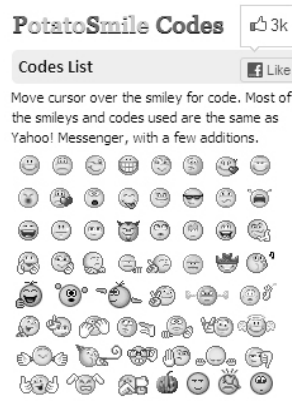 PotatoSmile Codes
3k
Codes List
Like
Move cursor over the smiley for code. Most of
the smileys and codes used are the same as
Yahoo! Messenger, with a few additions.